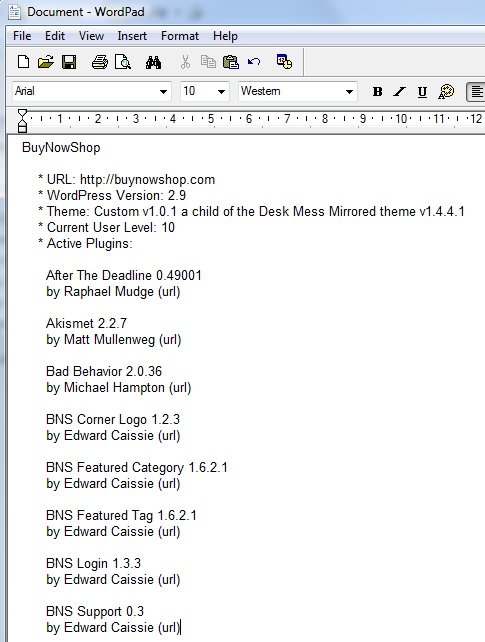 Document - WordPad
File Edit View Insert Format Help
Arial 10 Western B I U
1 2 3 4 5 6 7 8 9 10 11 12
BuyNowShop
* URL: http://buynowshop.com
* WordPress Version: 2.9
* Theme: Custom v1.0.1 a child of the Desk Mess Mirrored theme v1.4.4.1
* Current User Level: 10
* Active Plugins:
After The Deadline 0.49001
by Raphael Mudge (url)
Akismet 2.2.7
by Matt Mullenweg (url)
Bad Behavior 2.0.36
by Michael Hampton (url)
BNS Corner Logo 1.2.3
by Edward Caissie (url)
BNS Featured Category 1.6.2.1
by Edward Caissie (url)
BNS Featured Tag 1.6.2.1
by Edward Caissie (url)
BNS Login 1.3.3
by Edward Caissie (url)
BNS Support 0.3
by Edward Caissie (url)